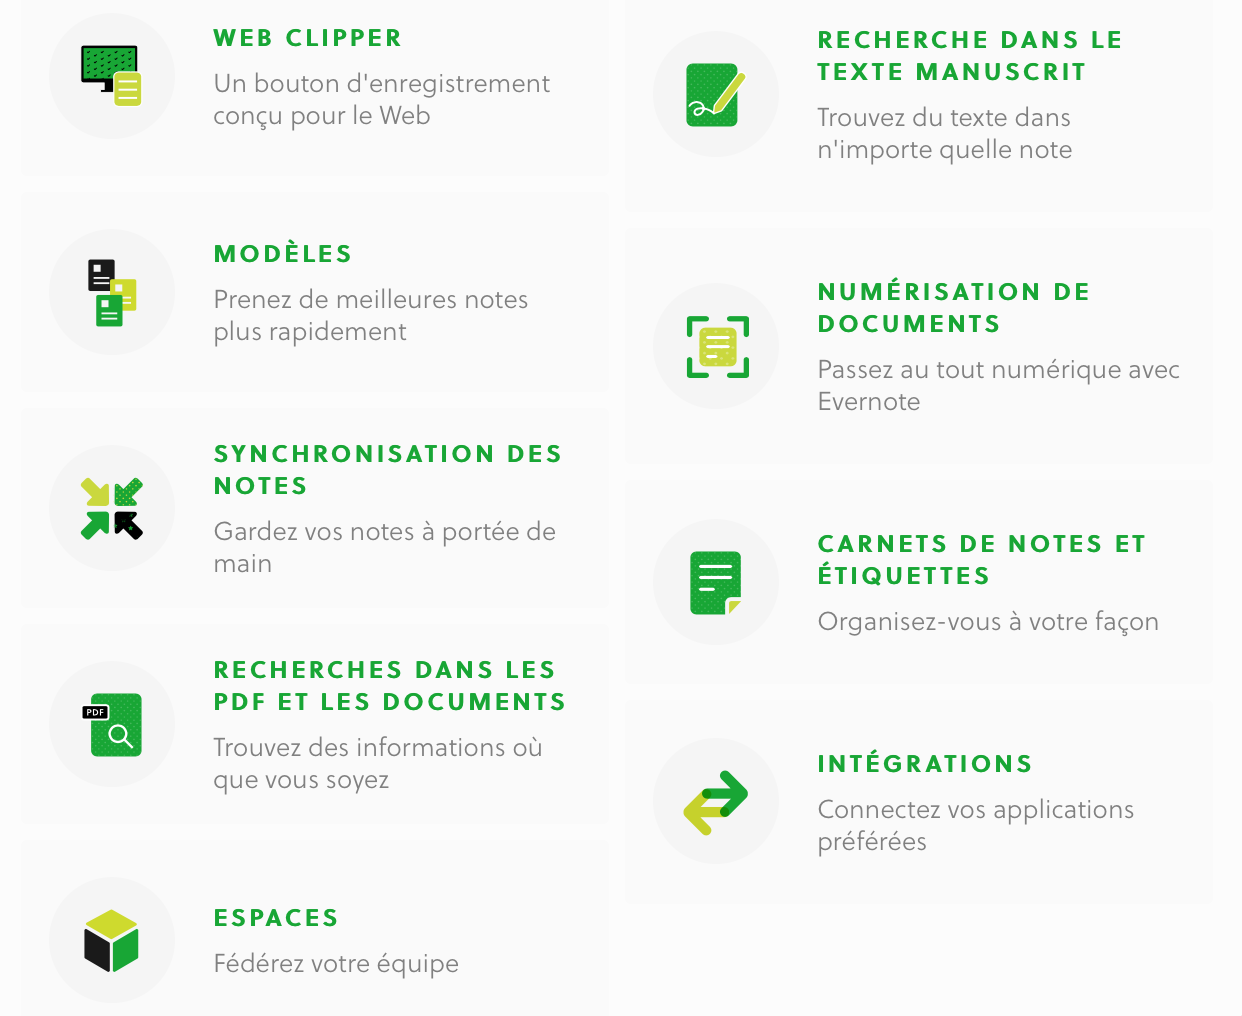 WEB CLIPPER
Un bouton d'enregistrement
conçu pour le Web
MODÈLES
Prenez de meilleures notes
plus rapidement
SYNCHRONISATION DES
NOTES
Gardez vos notes à portée de
main
PDF
RECHERCHES DANS LES
PDF ET LES DOCUMENTS
Trouvez des informations où
que vous soyez
ESPACES
Fédérez votre équipe
RECHERCHE DANS LE
TEXTE MANUSCRIT
Trouvez du texte dans
n'importe quelle note
NUMÉRISATION DE
DOCUMENTS
Passez au tout numérique avec
Evernote
CARNETS DE NOTES ET
ÉTIQUETTES
Organisez-vous à votre façon
INTÉGRATIONS
Connectez vos applications
préférées